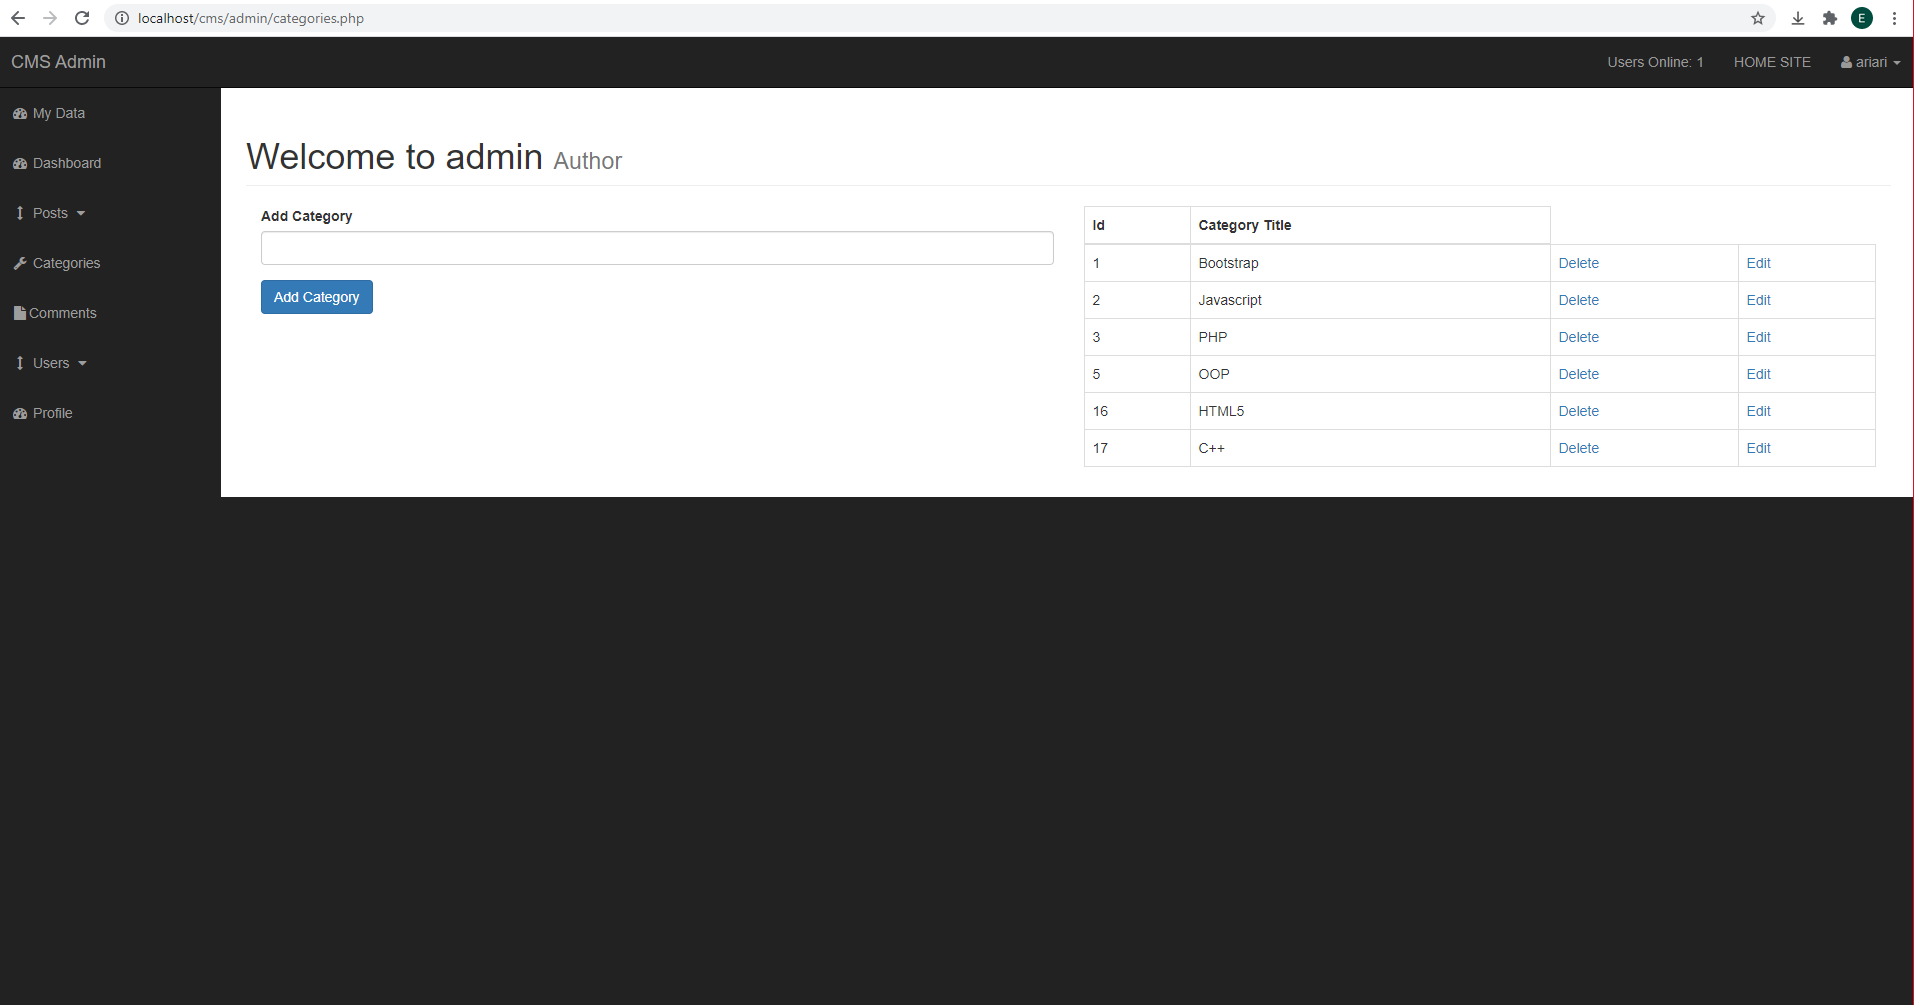 localhost/cms/admin/categories.php
E
CMS Admin
Users Online: 1
HOME SITE
ariari
My Data
Dashboard
Posts
Categories
Comments
Users
Profile
Welcome to admin Author
Add Category
Add Category
Id Category Title
1 Bootstrap Delete Edit
2 Javascript Delete Edit
3 PHP Delete Edit
5 OOP Delete Edit
16 HTML5 Delete Edit
17 C++ Delete Edit